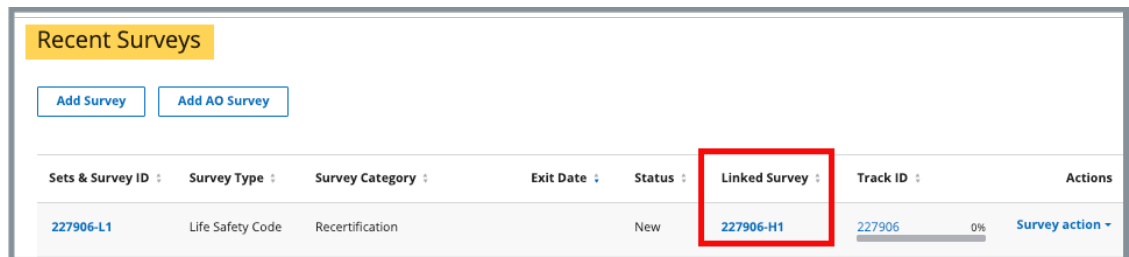 Recent Surveys
Add Survey Add AO Survey
Sets & Survey ID Survey Type Survey Category Exit Date Status Linked Survey Track ID Actions
227906-L1 Life Safety Code Recertification New 227906-H1 227906 0% Survey action